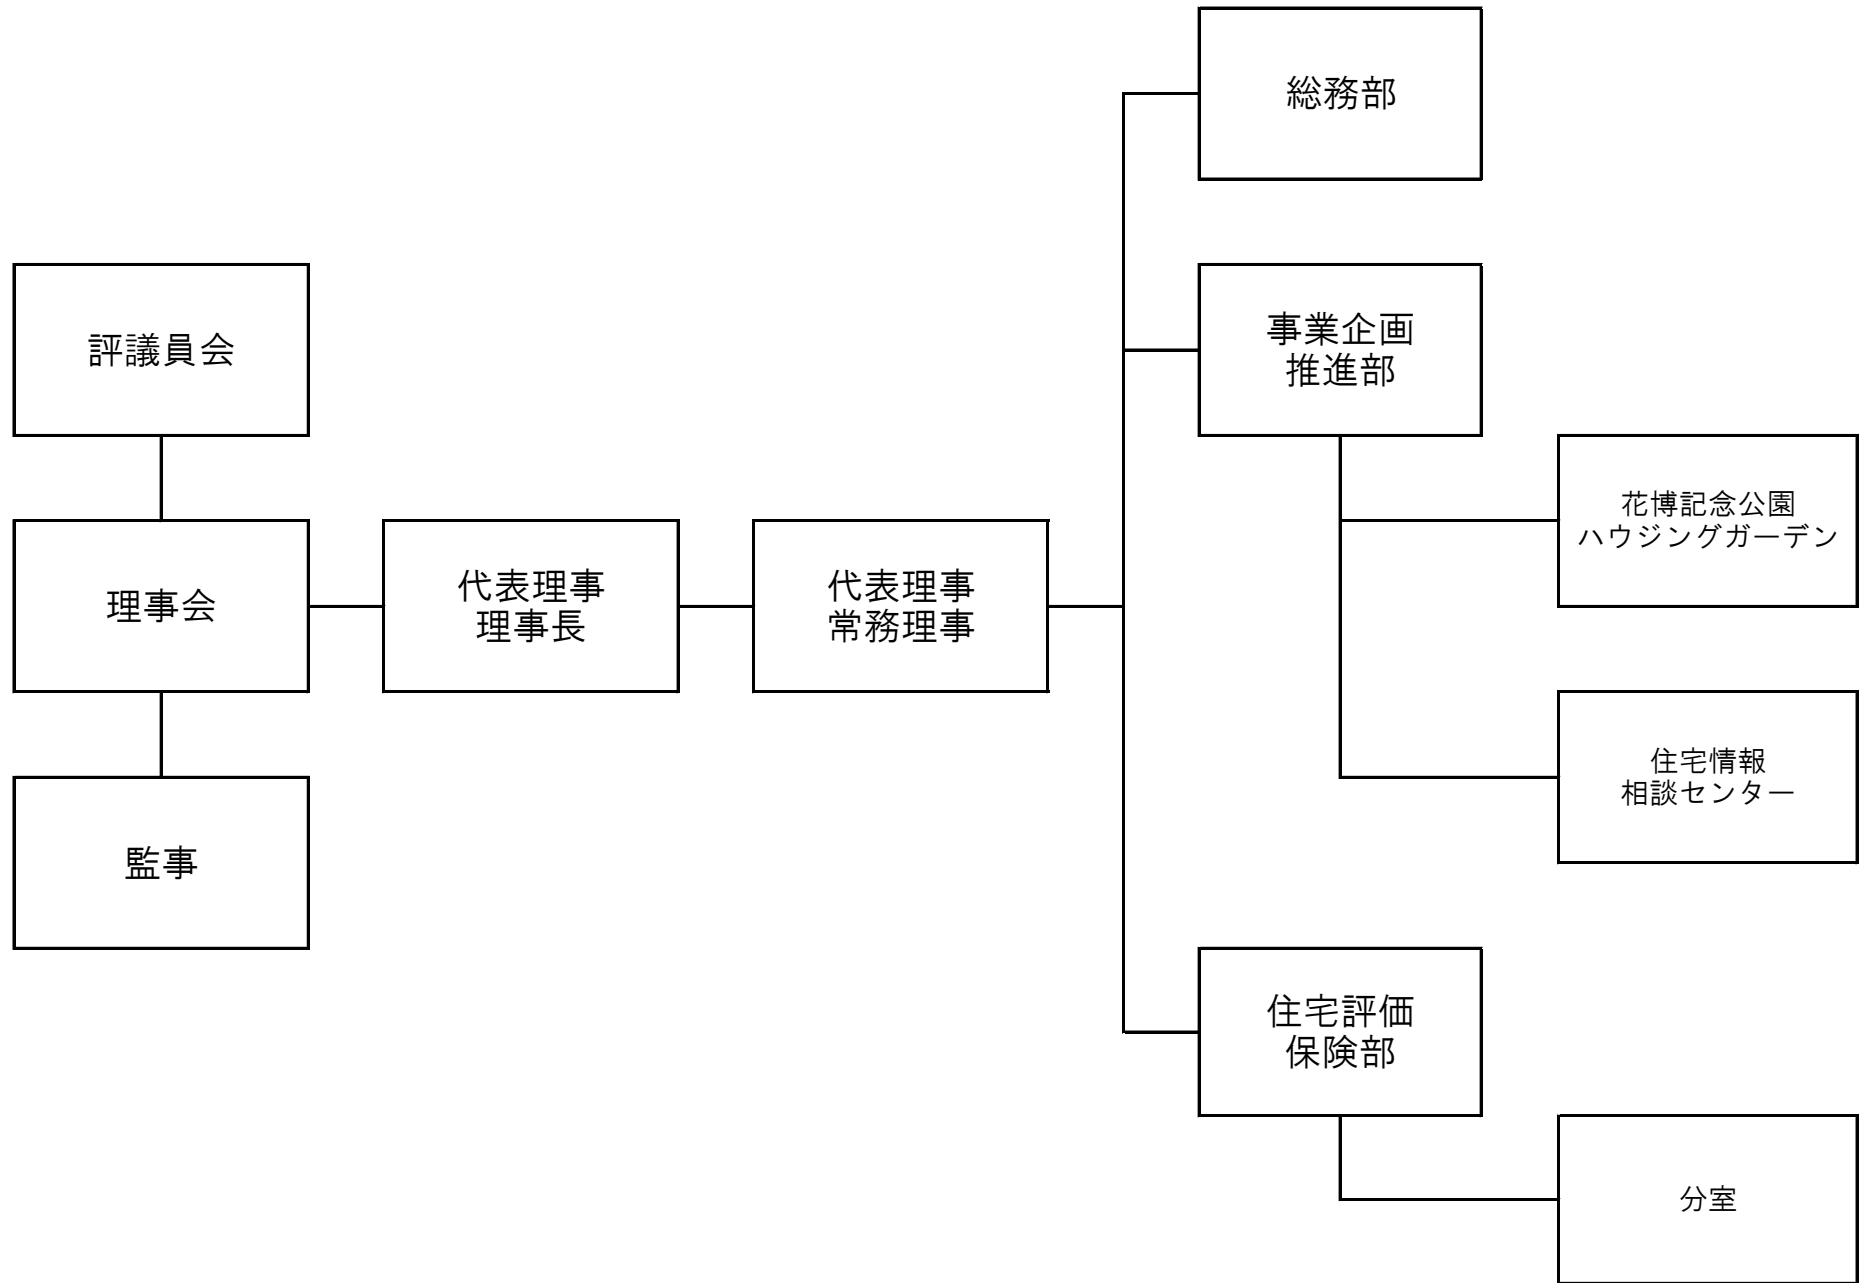 総務部
事業企画
推進部
評議員会
花博記念公園
ハウジングガーデン
理事会
代表理事
理事長
代表理事
常務理事
住宅情報
相談センター
監事
住宅評価
保険部
分室